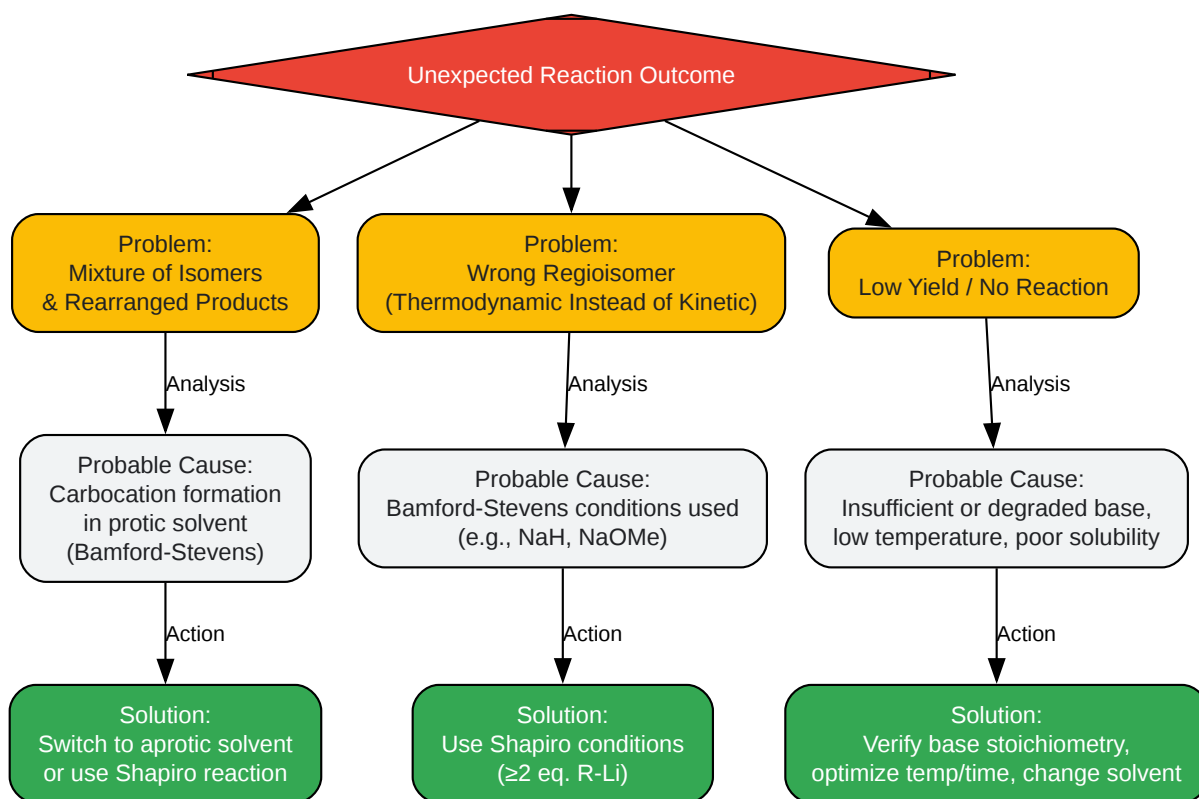 Unexpected Reaction Outcome
Problem:
Mixture of Isomers
& Rearranged Products
Problem:
Wrong Regioisomer
(Thermodynamic Instead of Kinetic)
Problem:
Low Yield / No Reaction
Analysis
Analysis
Analysis
Probable Cause:
Carbocation formation
in protic solvent
(Bamford-Stevens)
Probable Cause:
Bamford-Stevens conditions used
(e.g., NaH, NaOMe)
Probable Cause:
Insufficient or degraded base,
low temperature, poor solubility
Action
Action
Action
Solution:
Switch to aprotic solvent
or use Shapiro reaction
Solution:
Use Shapiro conditions
(≥2 eq. R-Li)
Solution:
Verify base stoichiometry,
optimize temp/time, change solvent